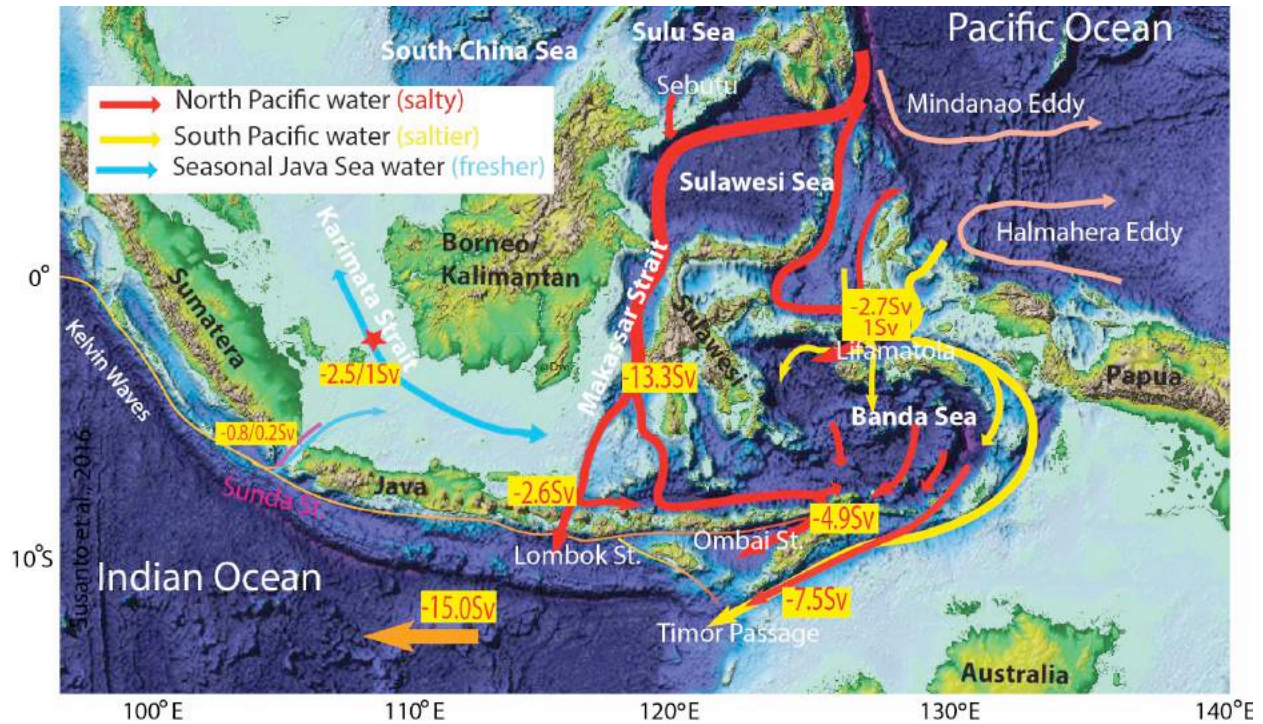 South China Sea
Sulu Sea
Pacific Ocean
Sebutu
North Pacific water (salty)
South Pacific water (saltier)
Seasonal Java Sea water (fresher)
Mindanao Eddy
Sulawesi Sea
Halmahera Eddy
Karimata Strait
Borneo/
Kalimantan
Makassar Strait
0°
Sumatera
Kelvin Waves
Sulawesi
-2.7Sv
1Sv
Lifamatola
-2.5/1Sv
-13.3Sv
Papua
Banda Sea
-0.8/0.2Sv
Sunda St.
Java
-2.6Sv
-4.9Sv
Ombai St.
Lombok St.
10°S
Indian Ocean
Susanto et al., 2016
-15.0Sv
-7.5Sv
Timor Passage
Australia
100°E
110°E
120°E
130°E
140°E